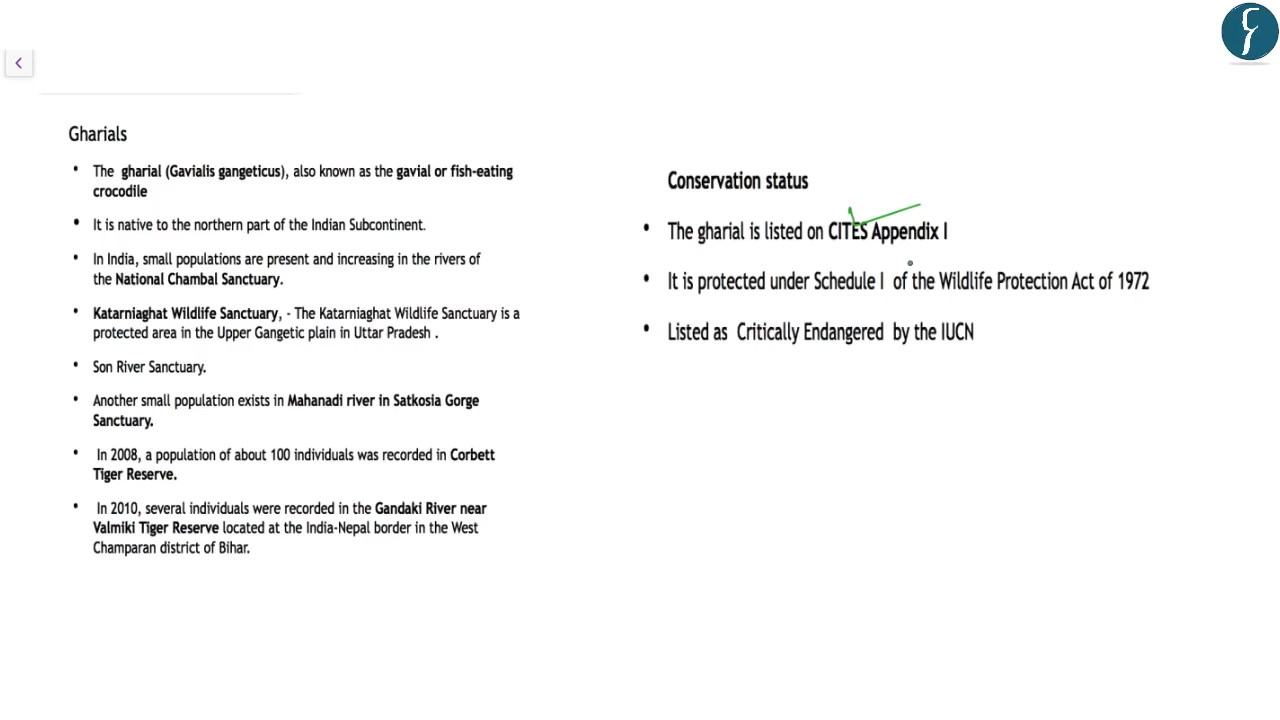 Gharials
• The gharial (Gavialis gangeticus), also known as the gavial or fish-eating
crocodile
• It is native to the northern part of the Indian Subcontinent.
• In India, small populations are present and increasing in the rivers of
the National Chambal Sanctuary.
• Katarniaghat Wildlife Sanctuary, - The Katarniaghat Wildlife Sanctuary is a
protected area in the Upper Gangetic plain in Uttar Pradesh .
• Son River Sanctuary.
• Another small population exists in Mahanadi river in Satkosia Gorge
Sanctuary.
• In 2008, a population of about 100 individuals was recorded in Corbett
Tiger Reserve.
• In 2010, several individuals were recorded in the Gandaki River near
Valmiki Tiger Reserve located at the India-Nepal border in the West
Champaran district of Bihar.
Conservation status
• The gharial is listed on CITES Appendix I
• It is protected under Schedule I of the Wildlife Protection Act of 1972
• Listed as Critically Endangered by the IUCN